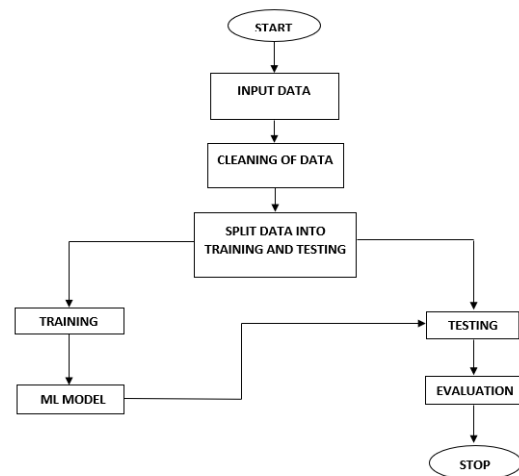 START
INPUT DATA
CLEANING OF DATA
SPLIT DATA INTO
TRAINING AND TESTING
TRAINING
TESTING
ML MODEL
EVALUATION
STOP